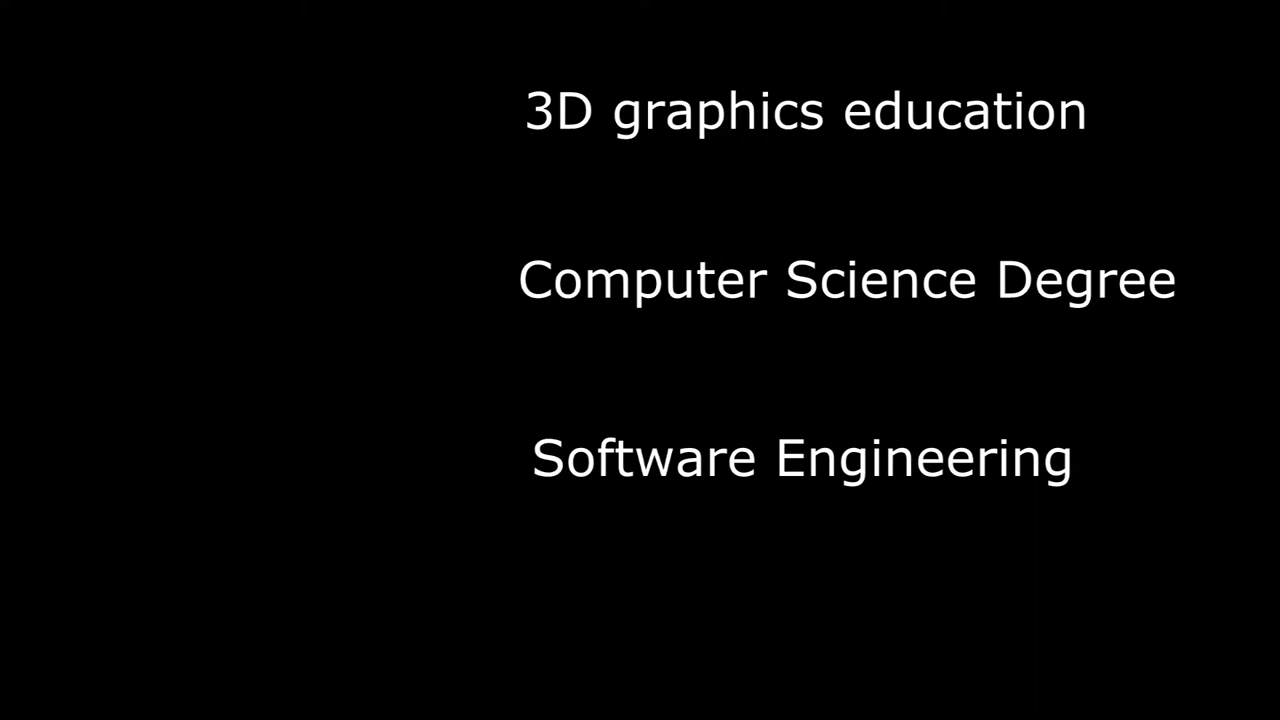 3D graphics education
Computer Science Degree
Software Engineering